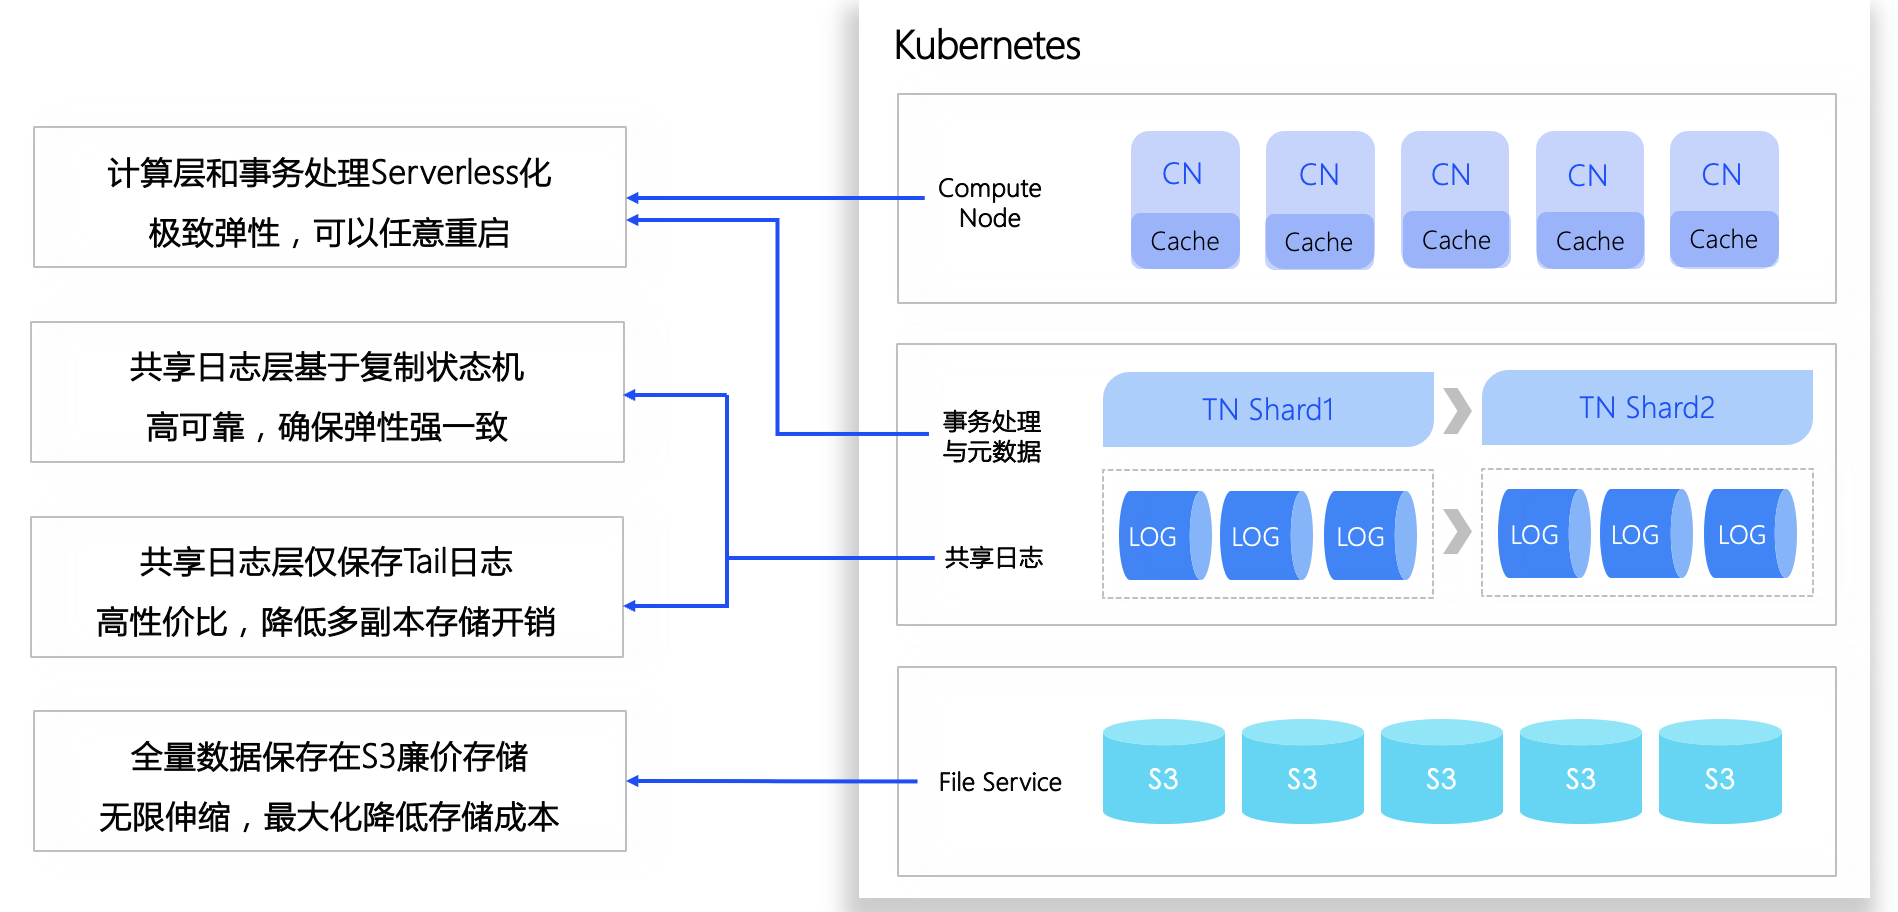 Kubernetes
计算层和事务处理Serverless化
极致弹性，可以任意重启
共享日志层基于复制状态机
高可靠，确保弹性强一致
共享日志层仅保存Tail日志
高性价比，降低多副本存储开销
全量数据保存在S3廉价存储
无限伸缩，最大化降低存储成本
Compute
Node
CN
CN
CN
CN
CN
Cache
Cache
Cache
Cache
Cache
事务处理
与元数据
TN Shard1
TN Shard2
共享日志
LOG
LOG
LOG
LOG
LOG
LOG
File Service
S3
S3
S3
S3
S3